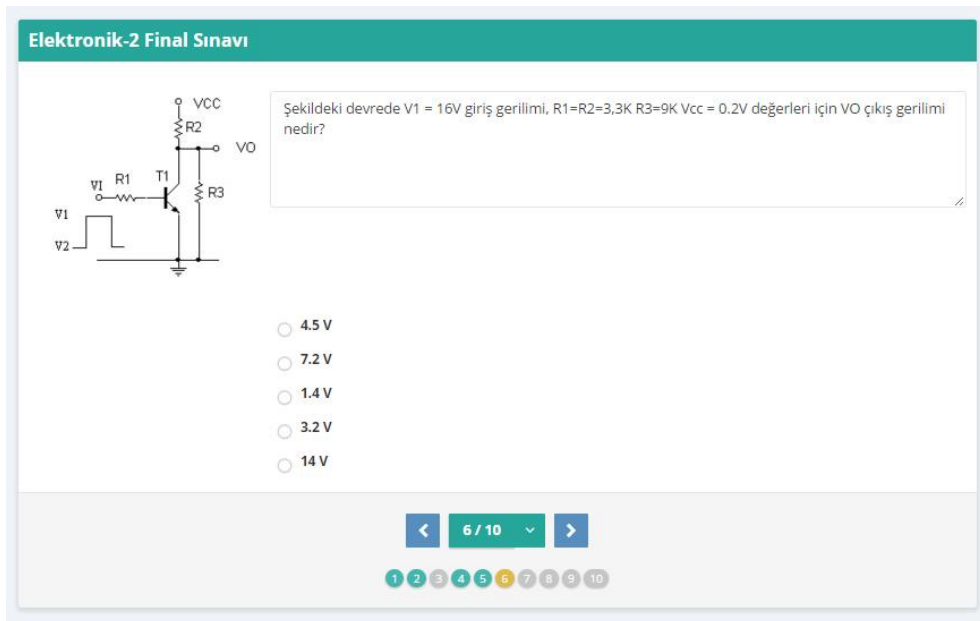 Elektronik-2 Final Sınavı
VCC
R2
VO
R1
T1
VI
R3
V1
V2
Şekildeki devrede V1 = 16V giriş gerilimi, R1=R2=3,3K R3=9K Vcc = 0.2V değerleri için VO çıkış gerilimi
nedir?
4.5 V
7.2 V
1.4 V
3.2 V
14 V
6 / 10
1 2 3 4 5 6 7 8 9 10